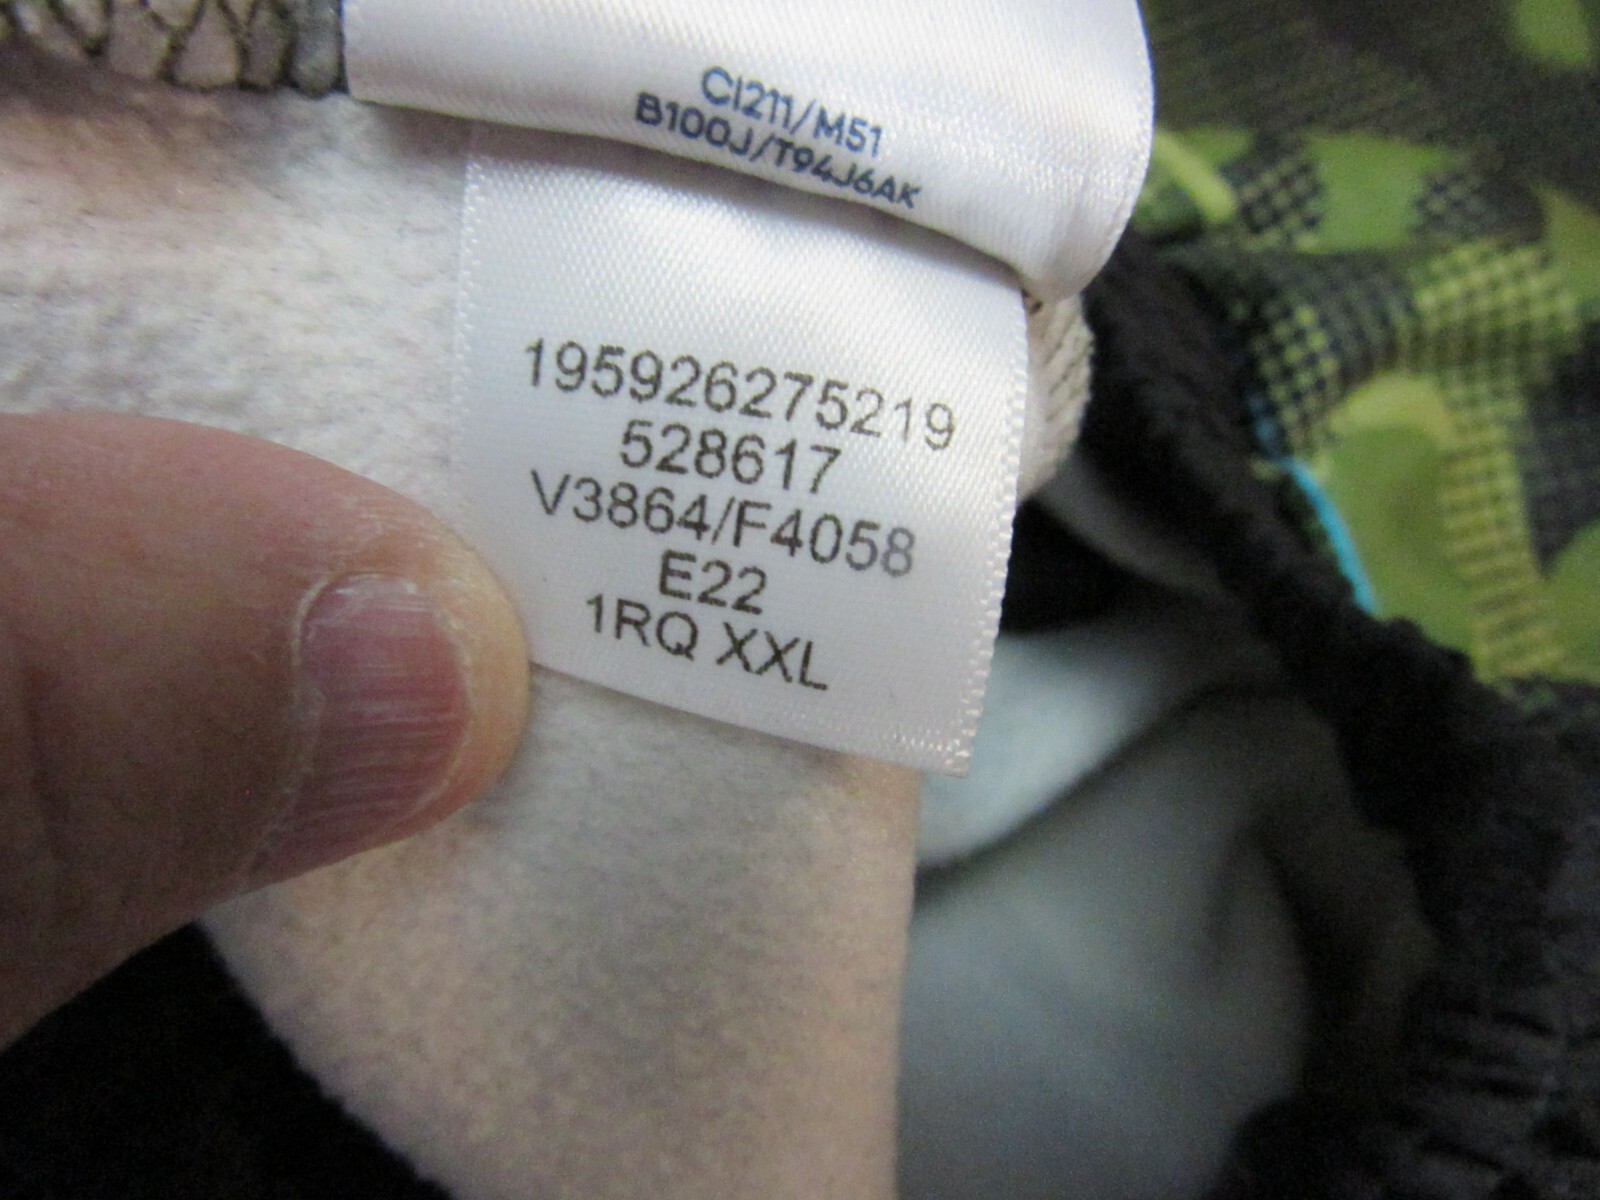 CI211/M51
B100J/T94J6AK
195926275219
528617
V3864/F4058
E22
1RQ XXL